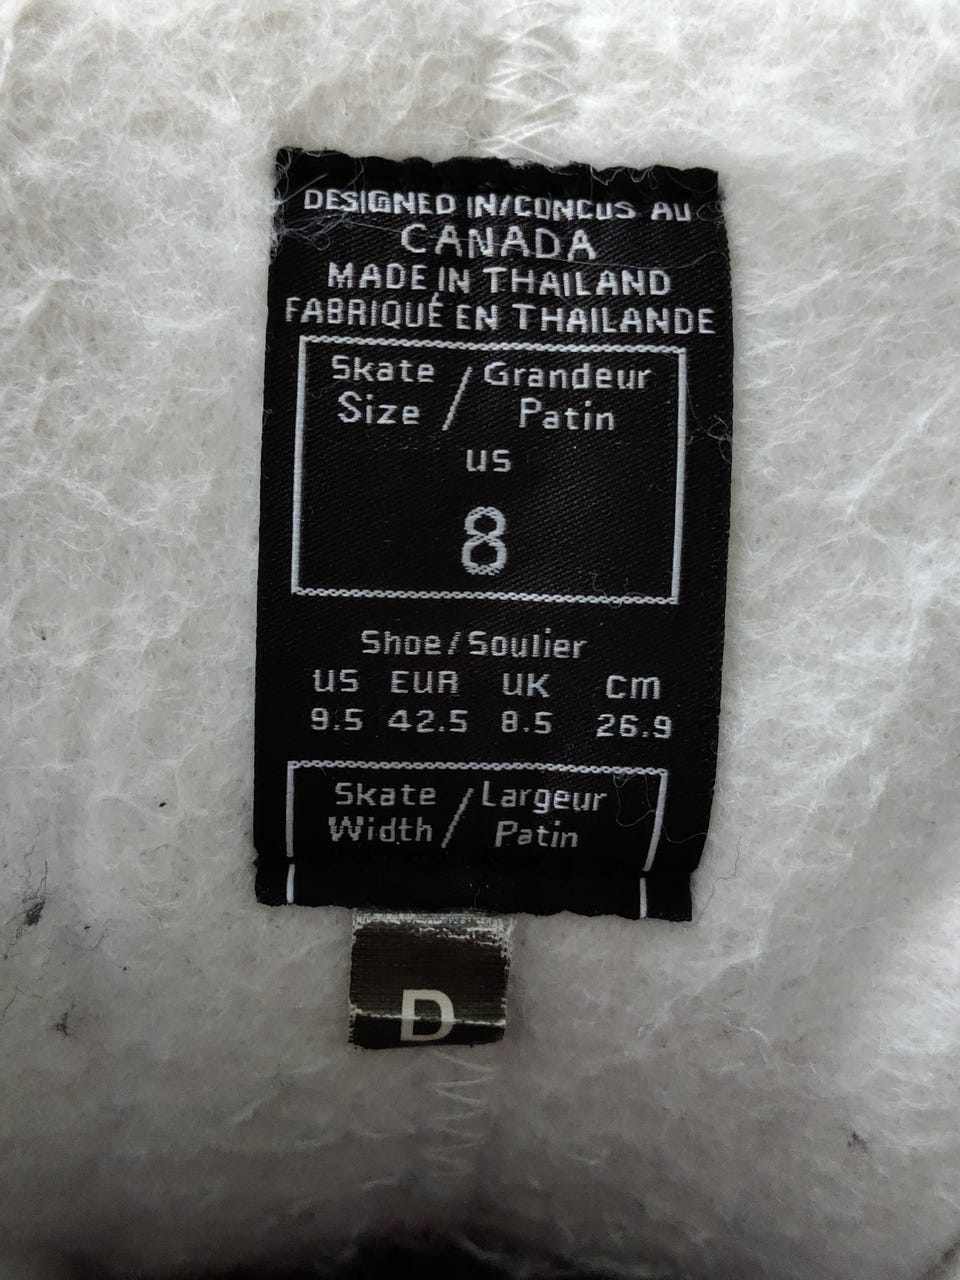 DESIGNED IN/CONCUS AU
CANADA
MADE IN THAILAND
FABRIQUÉ EN THAILANDE
Skate Size / Grandeur Patin
US
8
Shoe/Soulier
US EUR UK cm
9.5 42.5 8.5 26.9
Skate Width / Largeur Patin
D